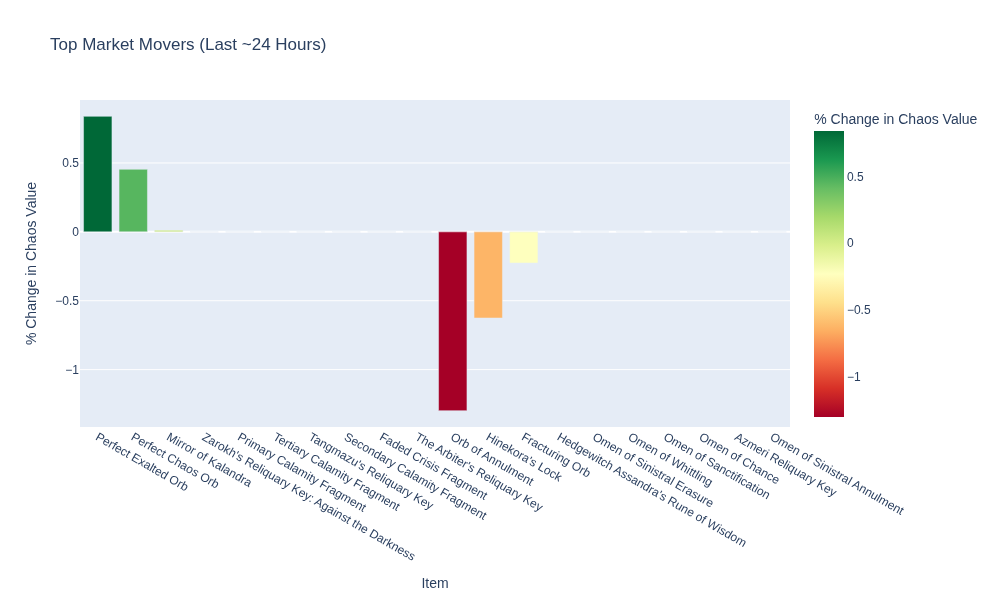 Top Market Movers (Last ~24 Hours)
% Change in Chaos Value
0.5
0
−0.5
−1
% Change in Chaos Value
0.5
0
−0.5
−1
Perfect Exalted Orb
Perfect Chaos Orb
Mirror of Kalandra
Zarokh's Reliquary Key: Against the Darkness
Primary Calamity Fragment
Tertiary Calamity Fragment
Tangmazu's Reliquary Key
Secondary Calamity Fragment
Faded Crisis Fragment
The Arbiter's Reliquary Key
Orb of Annulment
Hinekora's Lock
Fracturing Orb
Hedgewitch Assandra's Rune of Wisdom
Omen of Sinistral Erasure
Omen of Whittling
Omen of Sanctification
Omen of Chance
Azmeri Reliquary Key
Omen of Sinistral Annulment
Item